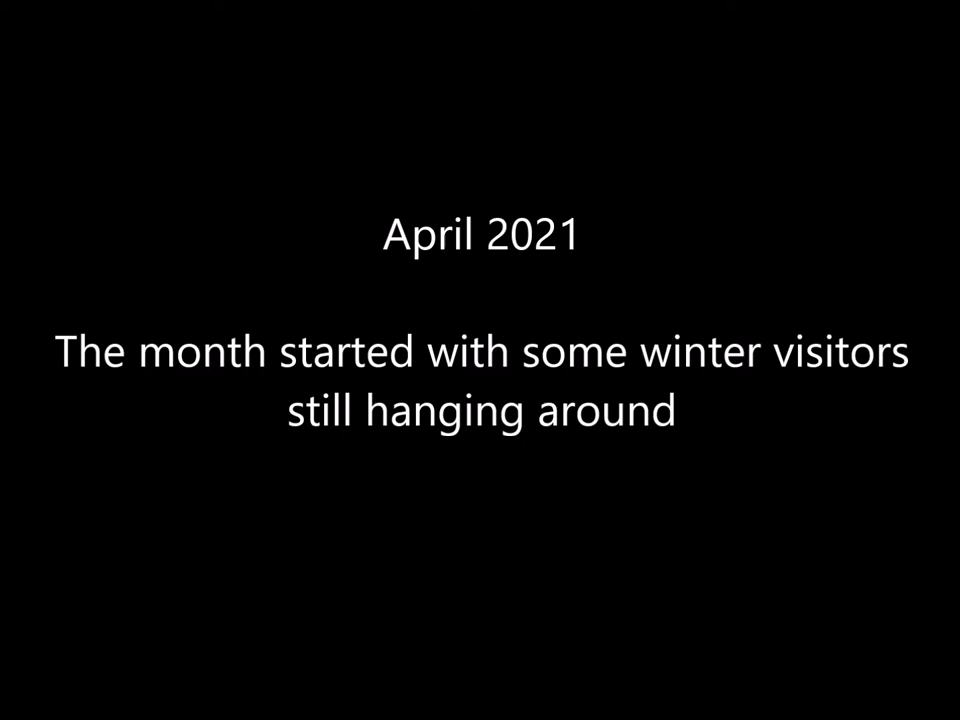 April 2021
The month started with some winter visitors
still hanging around